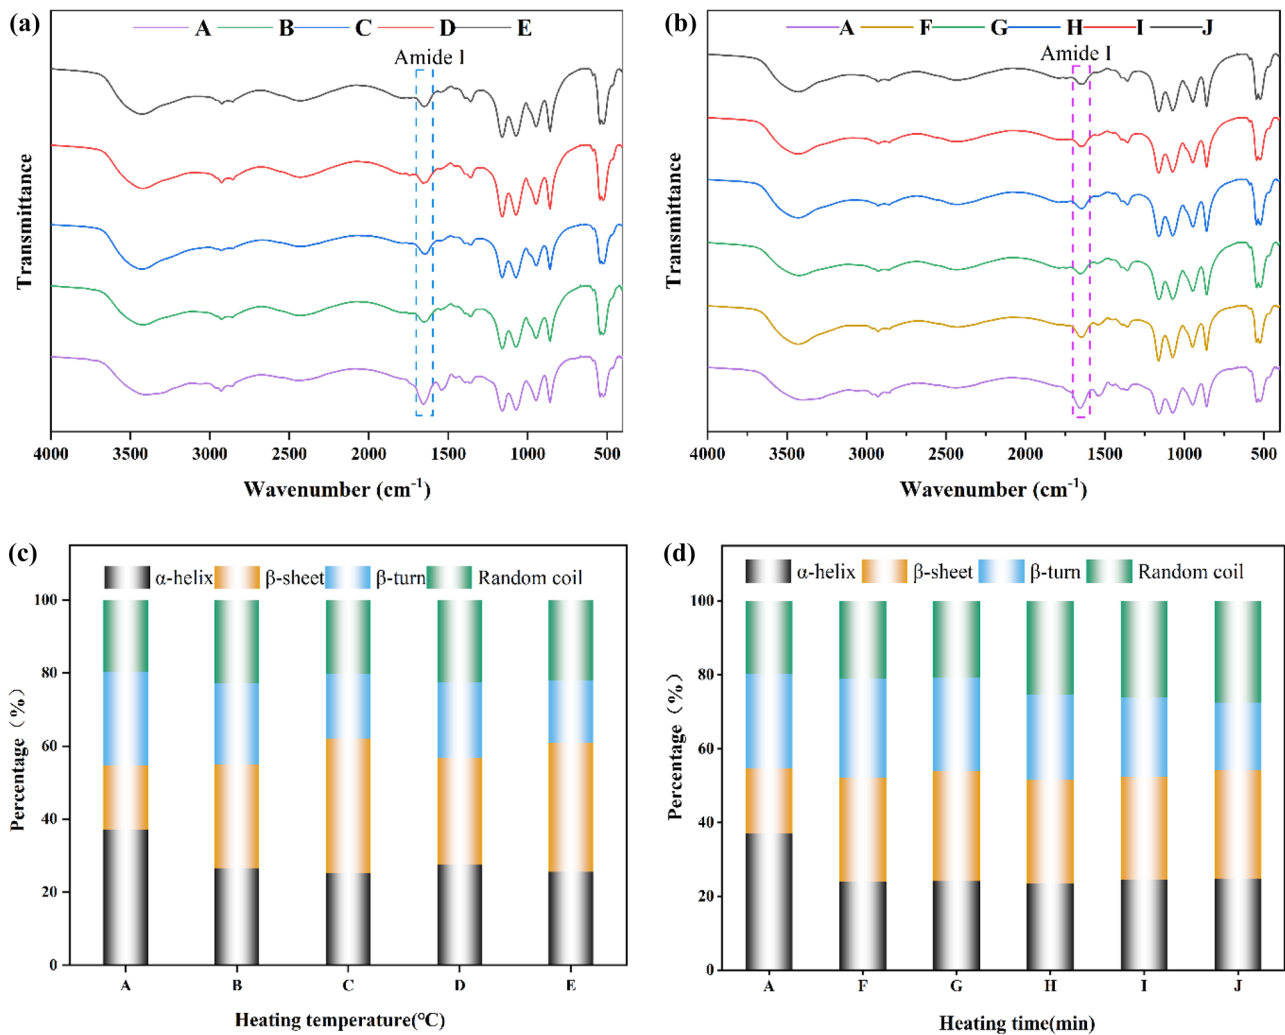 (a)
A B C D E
Amide I
Transmittance
4000 3500 3000 2500 2000 1500 1000 500
Wavenumber (cm⁻¹)
(b)
A F G H I J
Amide I
Transmittance
4000 3500 3000 2500 2000 1500 1000 500
Wavenumber (cm⁻¹)
(c)
α-helix β-sheet β-turn Random coil
100
80
60
40
20
0
Percentage (%)
A B C D E
Heating temperature(℃)
(d)
α-helix β-sheet β-turn Random coil
100
80
60
40
20
0
Percentage (%)
A F G H I J
Heating time(min)